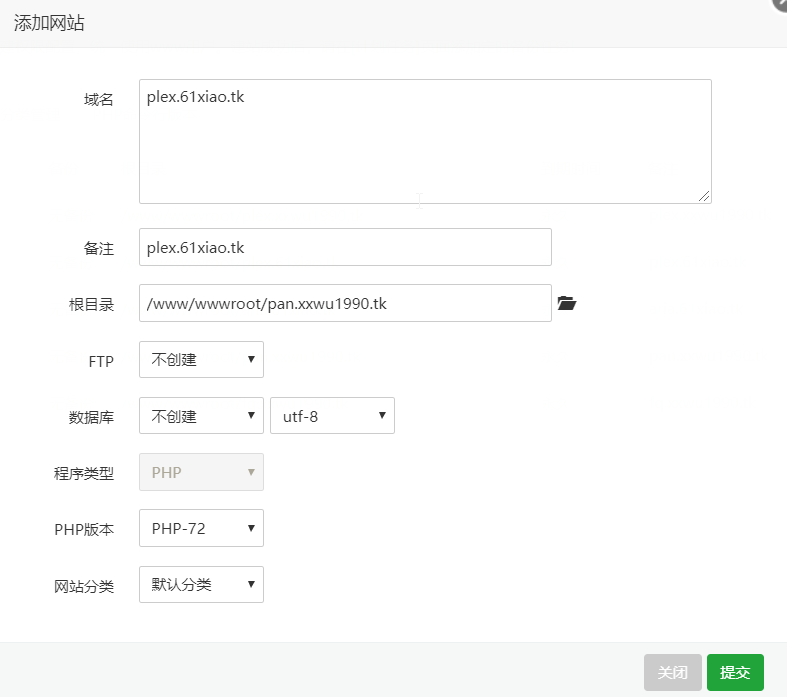 添加网站
域名
plex.61xiao.tk
备注
plex.61xiao.tk
根目录
/www/wwwroot/pan.xxwu1990.tk
FTP
不创建
数据库
不创建
utf-8
程序类型
PHP
PHP版本
PHP-72
网站分类
默认分类
关闭
提交